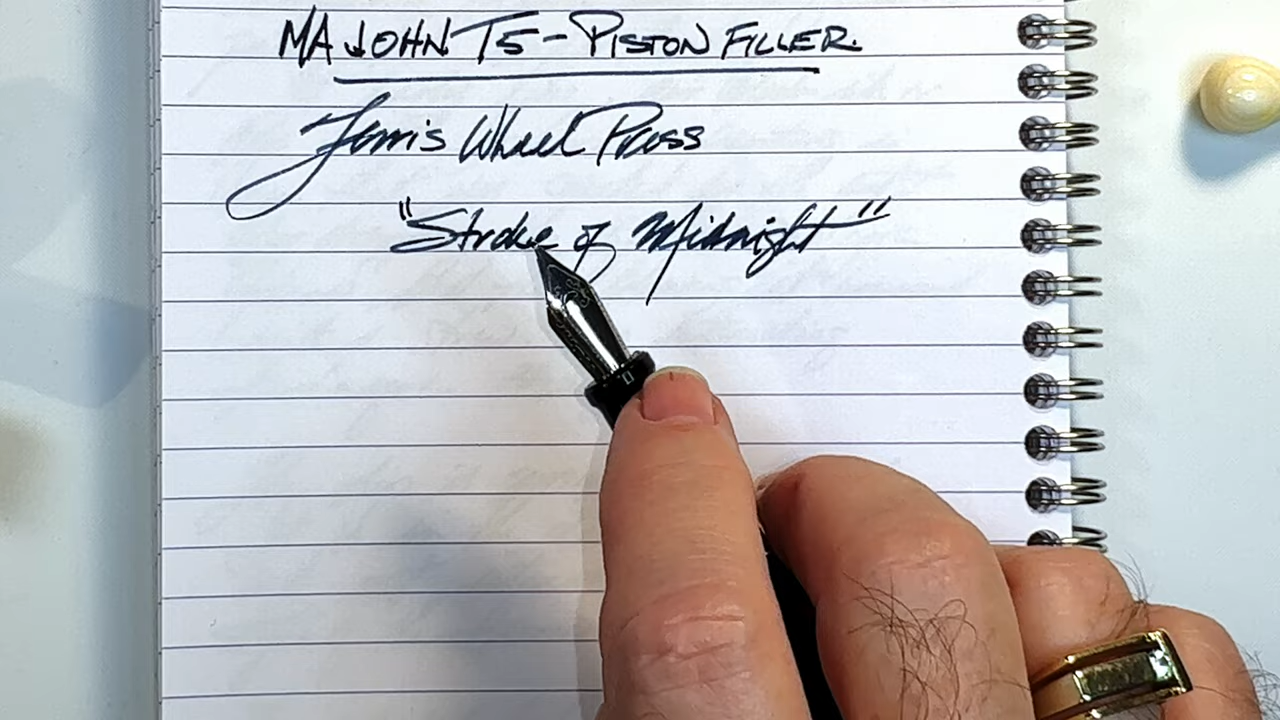 MAJOHN T5 - PISTON FILLER.
Ferris Wheel Press
"Stroke of Midnight"